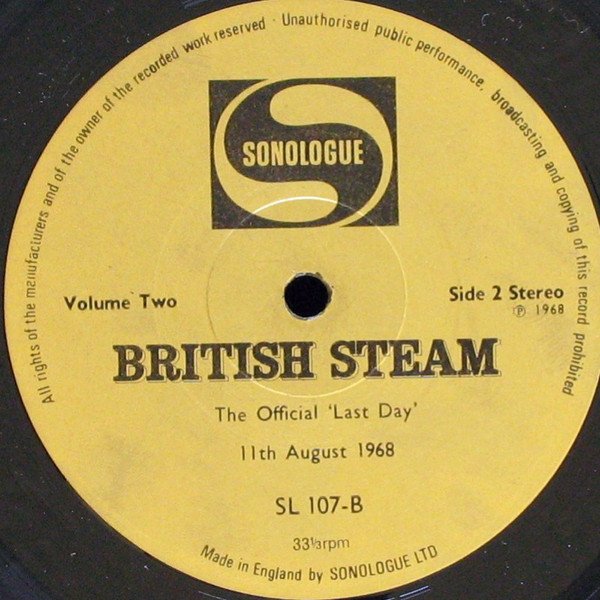 All rights of the manufacturers and of the owner of the recorded work reserved · Unauthorised public performance, broadcasting and copying of this record prohibited
SONOLOGUE
Volume Two
Side 2 Stereo
℗ 1968
BRITISH STEAM
The Official 'Last Day'
11th August 1968
SL 107-B
33⅓rpm
Made in England by SONOLOGUE LTD